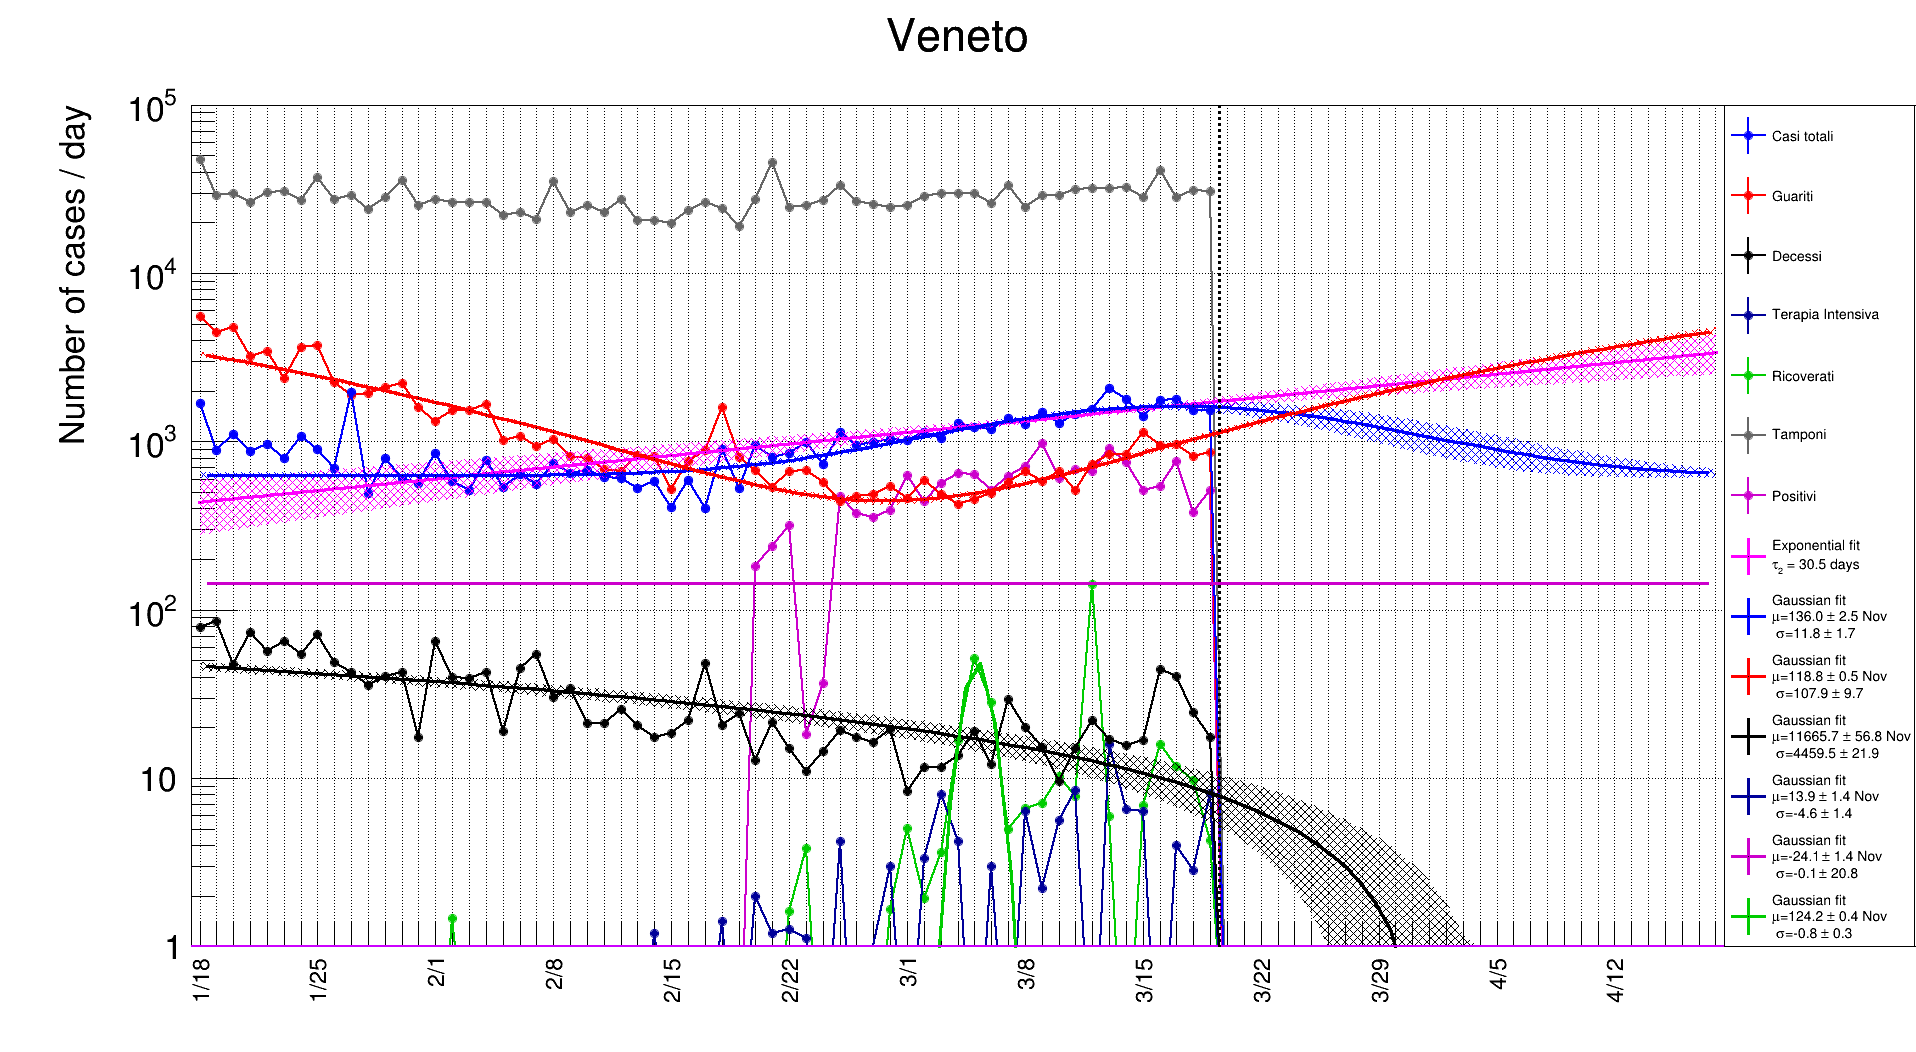 Veneto
Number of cases / day
10^5
10^4
10^3
10^2
10
1
1/18
1/25
2/1
2/8
2/15
2/22
3/1
3/8
3/15
3/22
3/29
4/5
4/12
Casi totali
Guariti
Decessi
Terapia Intensiva
Ricoverati
Tamponi
Positivi
Exponential fit
τ₂ = 30.5 days
Gaussian fit
μ=136.0 ± 2.5 Nov
σ=11.8 ± 1.7
Gaussian fit
μ=118.8 ± 0.5 Nov
σ=107.9 ± 9.7
Gaussian fit
μ=11665.7 ± 56.8 Nov
σ=4459.5 ± 21.9
Gaussian fit
μ=13.9 ± 1.4 Nov
σ=-4.6 ± 1.4
Gaussian fit
μ=-24.1 ± 1.4 Nov
σ=-0.1 ± 20.8
Gaussian fit
μ=124.2 ± 0.4 Nov
σ=-0.8 ± 0.3